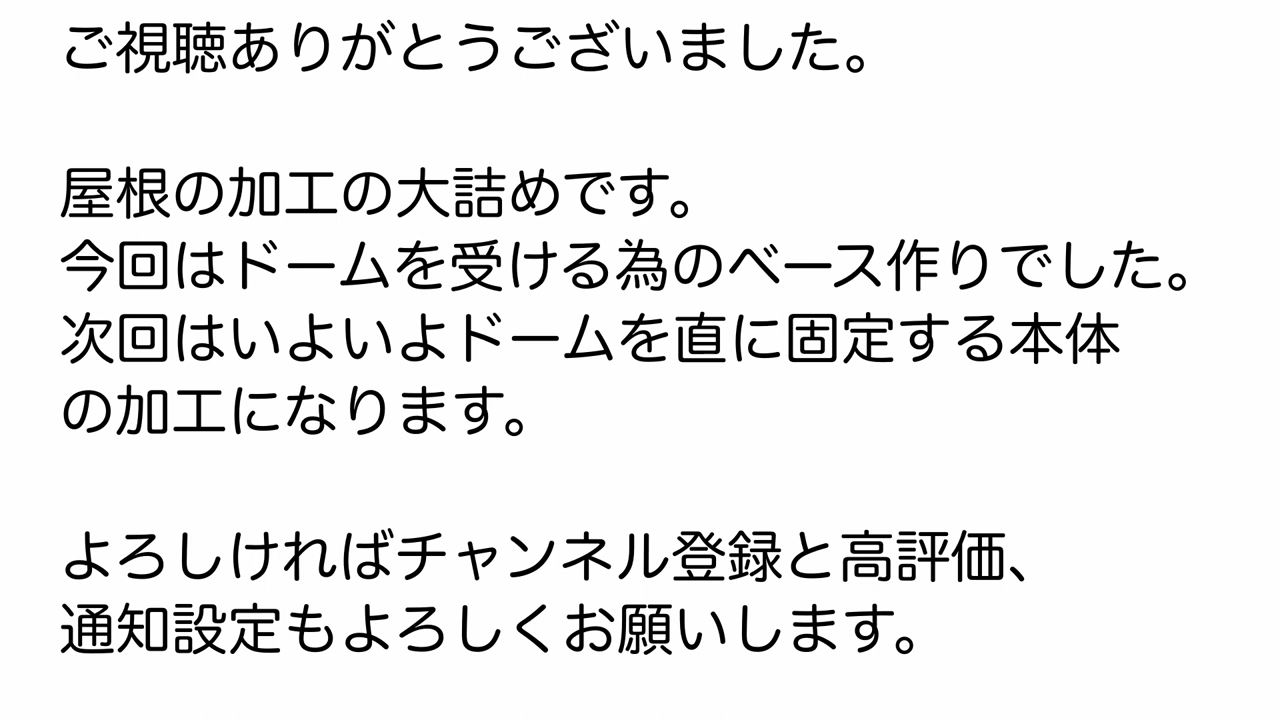 ご視聴ありがとうございました。
屋根の加工の大詰めです。
今回はドームを受ける為のベース作りでした。
次回はいよいよドームを直に固定する本体
の加工になります。
よろしければチャンネル登録と高評価、
通知設定もよろしくお願いします。